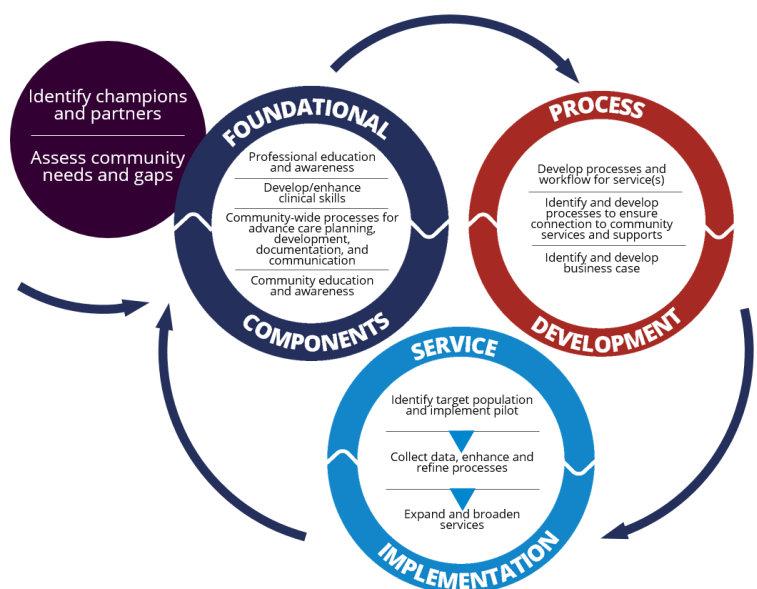 Identify champions
and partners
Assess community
needs and gaps
FOUNDATIONAL
Professional education
and awareness
Develop/enhance
clinical skills
Community-wide processes for
advance care planning,
development,
documentation, and
communication
Community education
and awareness
COMPONENTS
PROCESS
Develop processes and
workflow for service(s)
Identify and develop
processes to ensure
connection to community
services and supports
Identify and develop
business case
DEVELOPMENT
SERVICE
Identify target population
and implement pilot
Collect data, enhance and
refine processes
Expand and broaden
services
IMPLEMENTATION